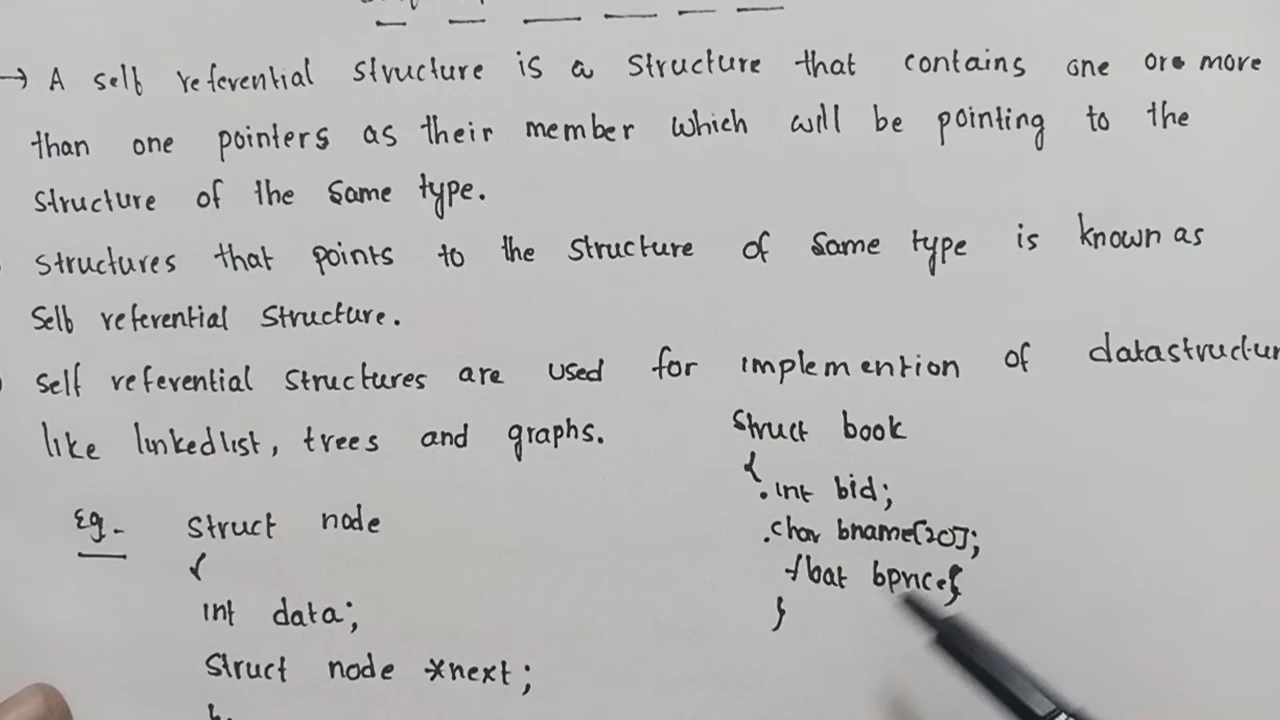 → A self referential structure is a structure that contains one or more
than one pointers as their member which will be pointing to the
structure of the same type.
structures that points to the structure of same type is known as
Self referential structure.
self referential structures are used for implemention of datastructur
like linkedlist, trees and graphs.
Struct book
{
int bid;
char bname[20];
float bprice;
}
Eg- struct node
{
int data;
struct node *next;